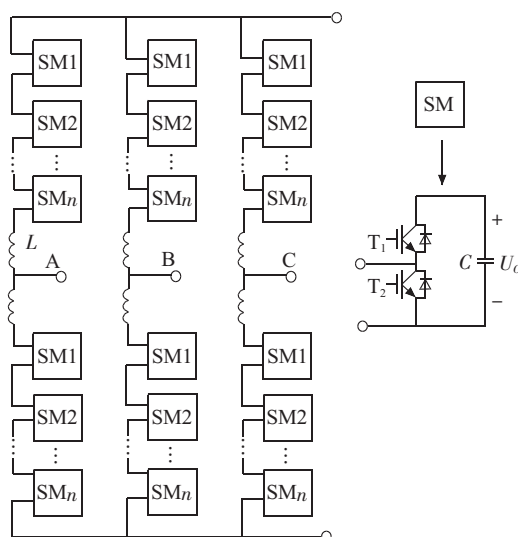 SM1 SM1 SM1
SM2 SM2 SM2 SM
SMn SMn SMn
L
A B C
T1
T2
+
C
UC
−
SM1 SM1 SM1
SM2 SM2 SM2
SMn SMn SMn